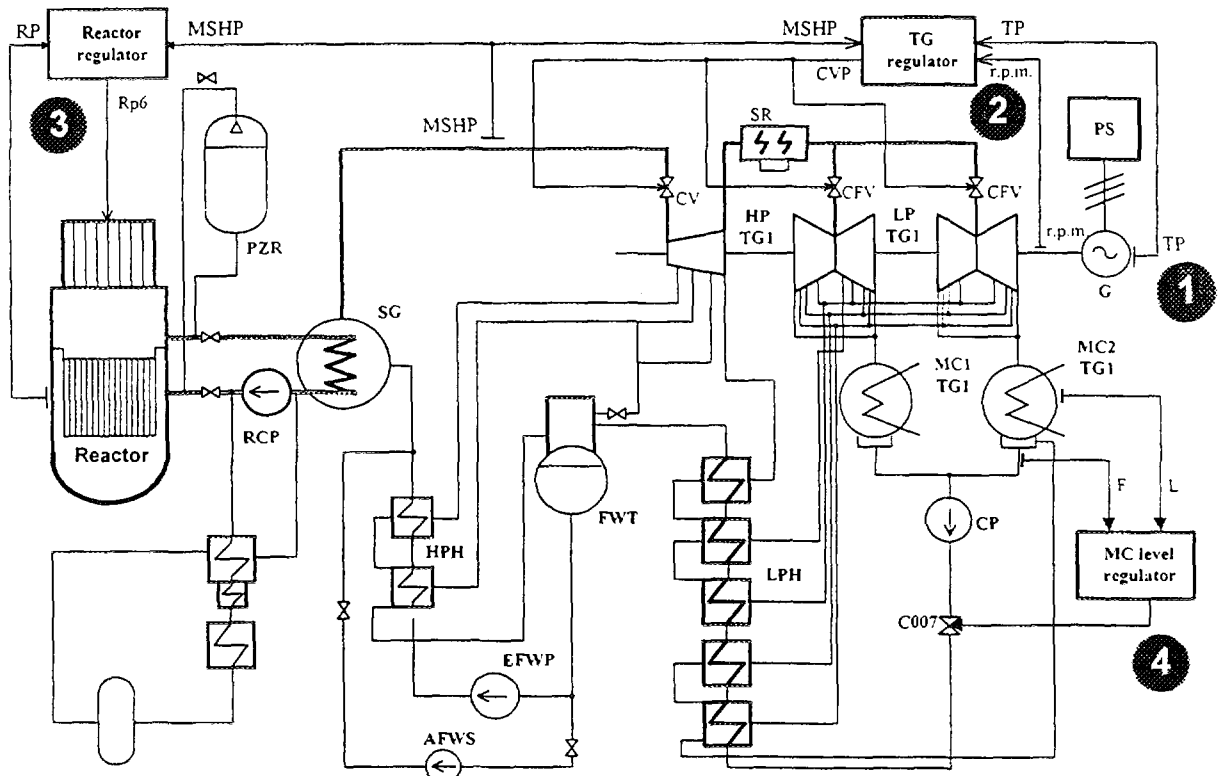 RP
Reactor
regulator
MSHP
MSHP
TG
regulator
TP
CVP
r.p.m.
3
Rp6
2
PS
MSHP
SR
CV
CFV
CFV
PZR
HP
TG1
LP
TG1
r.p.m.
TP
G
1
SG
MC1
TG1
MC2
TG1
RCP
Reactor
FWT
F
L
CP
HPH
LPH
MC level
regulator
C007
EFWP
4
AFWS